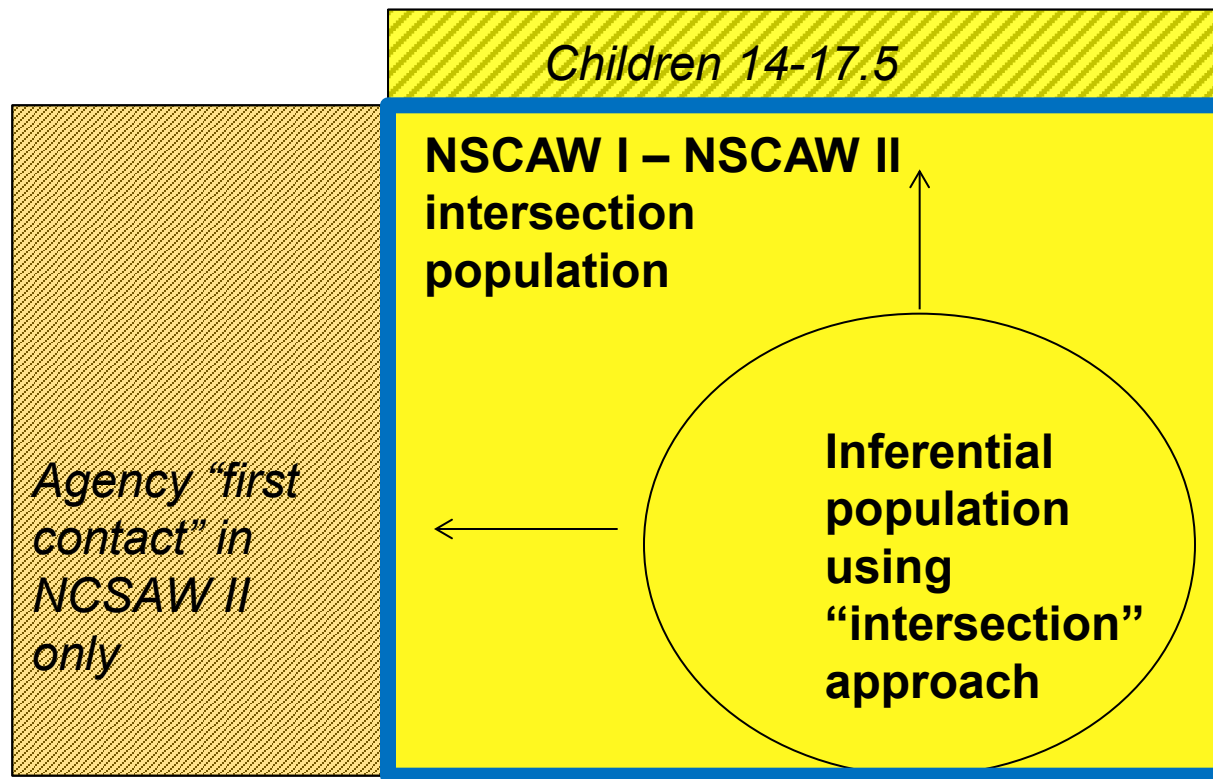 Children 14-17.5
NSCAW I – NSCAW II
intersection
population
Agency “first
contact” in
NCSAW II
only
Inferential
population
using
“intersection”
approach